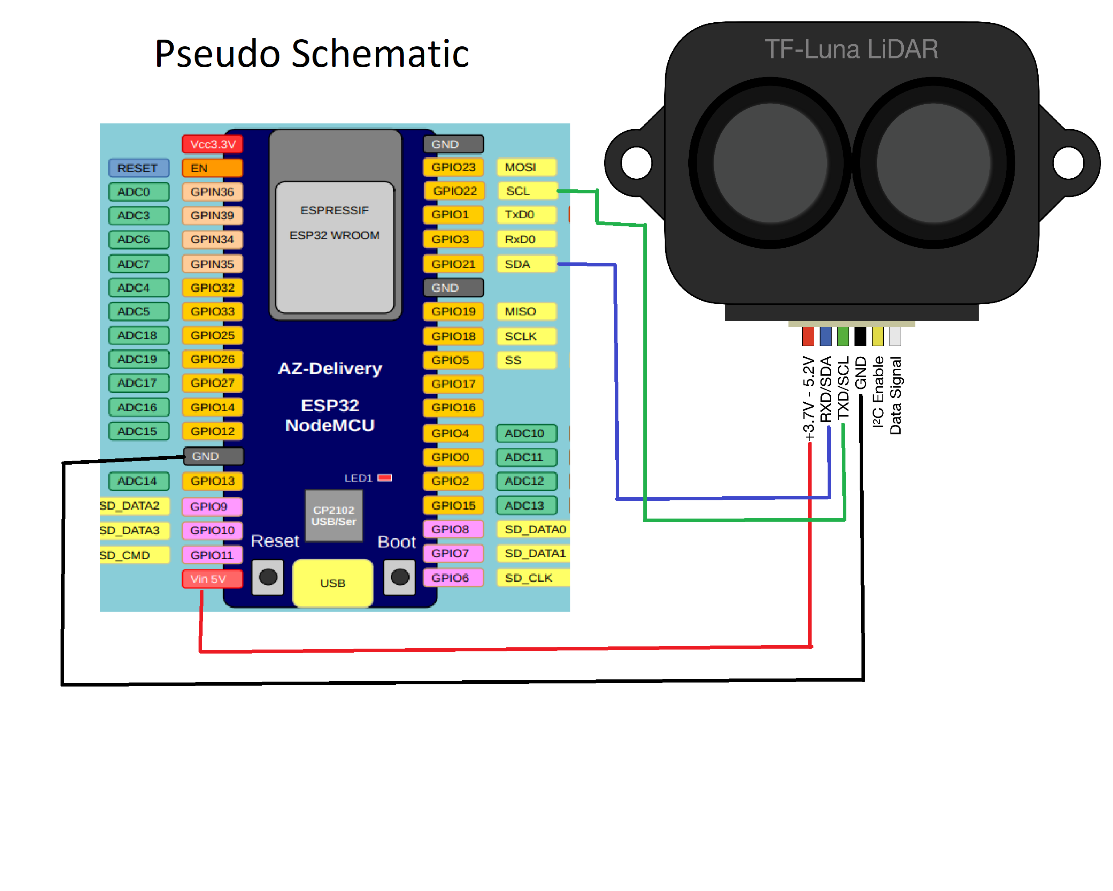 Pseudo Schematic
TF-Luna LiDAR
Vcc3.3V
RESET EN
ADC0 GPIN36
ADC3 GPIN39
ADC6 GPIN34
ADC7 GPIN35
ADC4 GPIO32
ADC5 GPIO33
ADC18 GPIO25
ADC19 GPIO26
ADC17 GPIO27
ADC16 GPIO14
ADC15 GPIO12
GND
ADC14 GPIO13
SD_DATA2 GPIO9
SD_DATA3 GPIO10
SD_CMD GPIO11
Vin 5V
ESPRESSIF
ESP32 WROOM
AZ-Delivery
ESP32
NodeMCU
LED1
CP2102
USB/Ser
Reset
Boot
USB
GND
GPIO23 MOSI
GPIO22 SCL
GPIO1 TxD0
GPIO3 RxD0
GPIO21 SDA
GND
GPIO19 MISO
GPIO18 SCLK
GPIO5 SS
GPIO17
GPIO16
GPIO4 ADC10
GPIO0 ADC11
GPIO2 ADC12
GPIO15 ADC13
GPIO8 SD_DATA0
GPIO7 SD_DATA1
GPIO6 SD_CLK
+3.7V - 5.2V
RXD/SDA
TXD/SCL
GND
I²C Enable
Data Signal